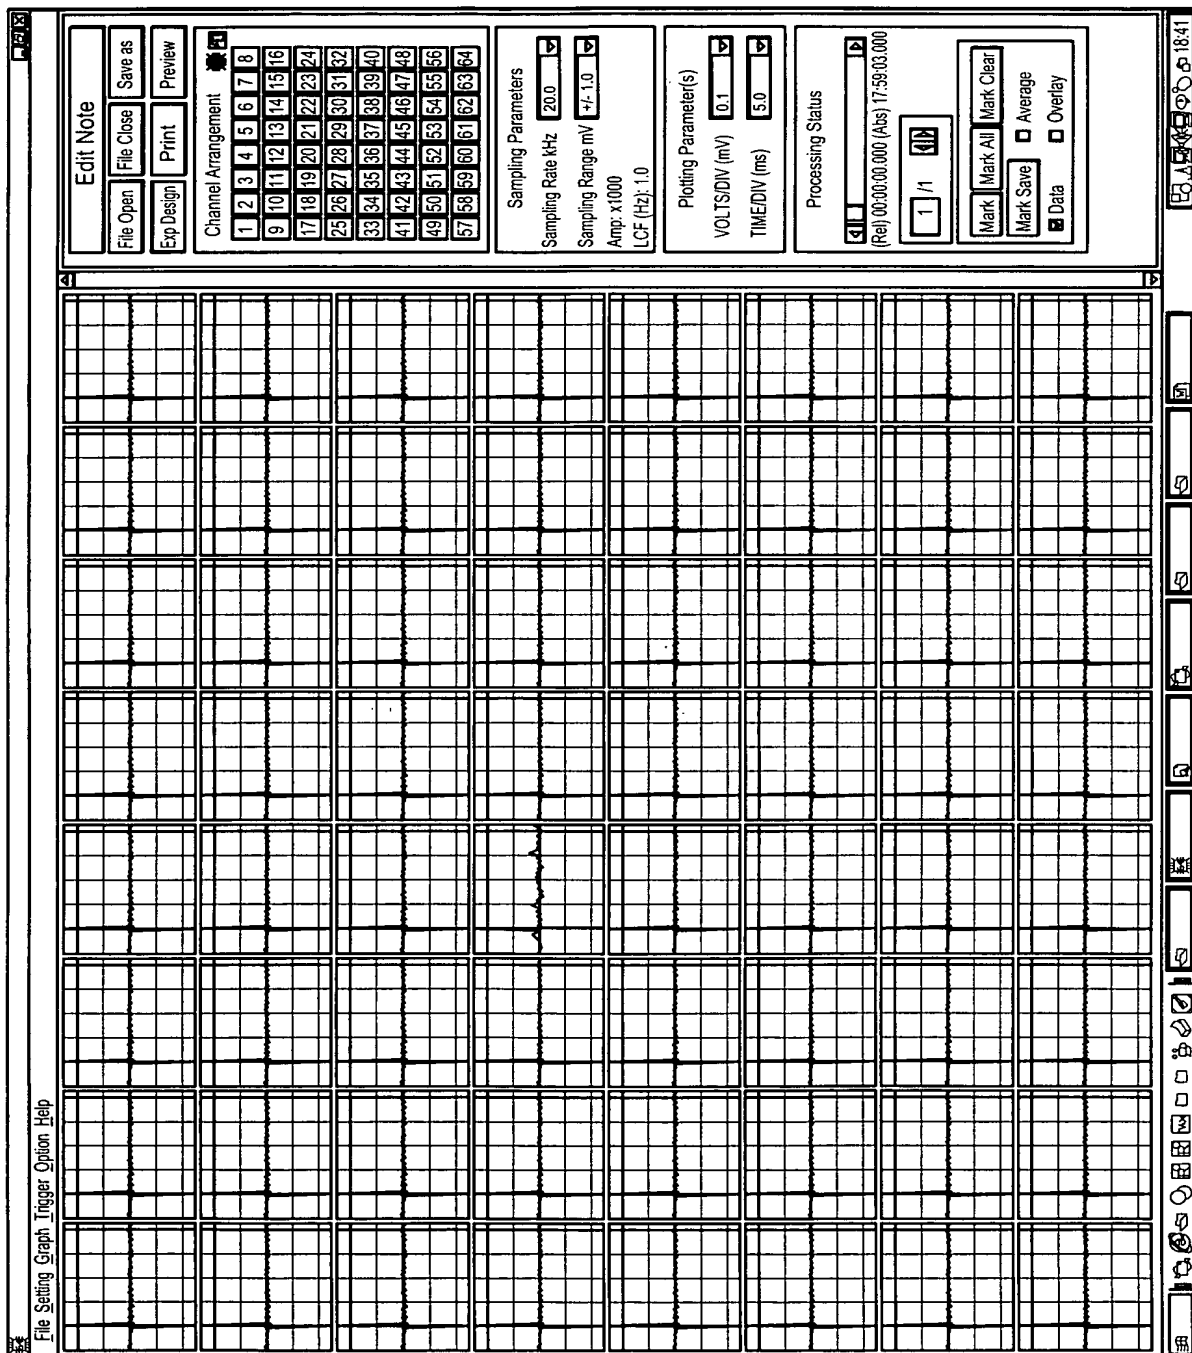 File Setting Graph Trigger Option Help
Edit Note
File Open File Close Save as
Exp Design Print Preview
Channel Arrangement
1 2 3 4 5 6 7 8
9 10 11 12 13 14 15 16
17 18 19 20 21 22 23 24
25 26 27 28 29 30 31 32
33 34 35 36 37 38 39 40
41 42 43 44 45 46 47 48
49 50 51 52 53 54 55 56
57 58 59 60 61 62 63 64
Sampling Parameters
Sampling Rate kHz 20.0
Sampling Range mV +/- 1.0
Amp: x1000
LCF (Hz): 1.0
Plotting Parameter(s)
VOLTS/DIV (mV) 0.1
TIME/DIV (ms) 5.0
Processing Status
(Rel) 00:00:00.000 (Abs) 17:59:03.000
1 /1
Mark Mark All Mark Clear
Mark Save
Data Average Overlay
18:41